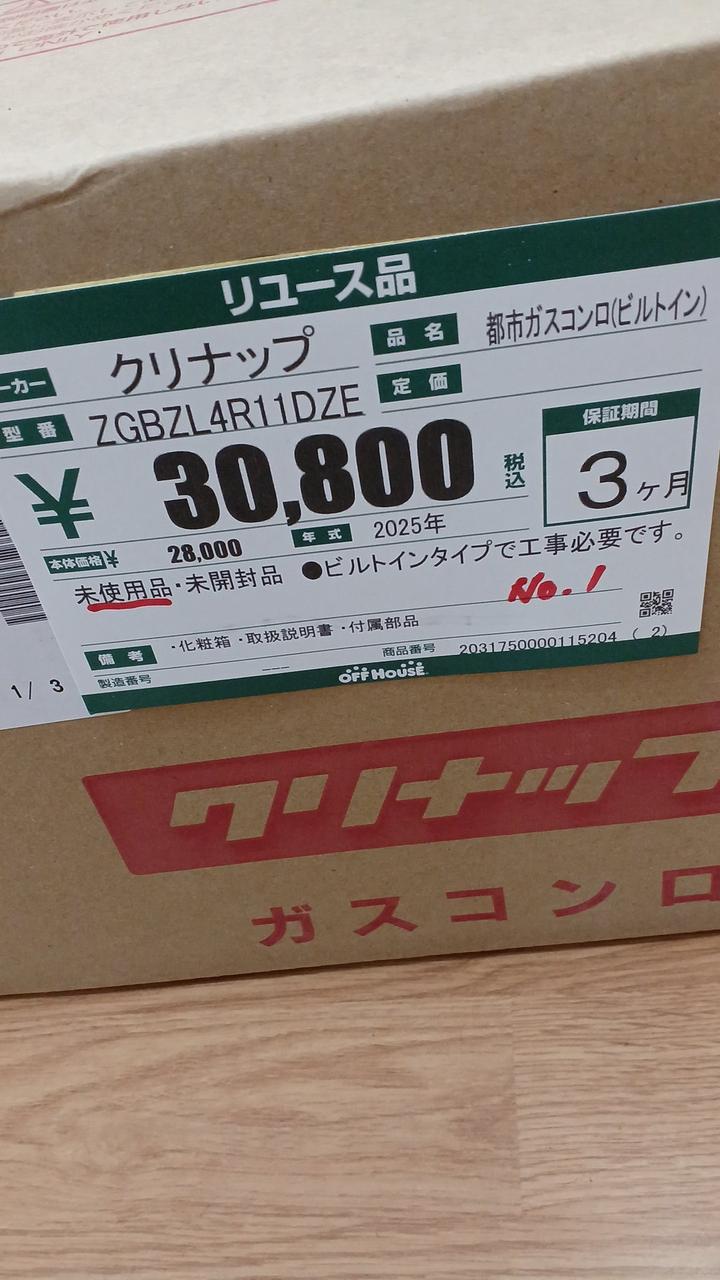 リユース品
ーカー クリナップ
品名 都市ガスコンロ(ビルトイン)
型番 ZGBZL4R11DZE
定価
¥ 30,800 税込
保証期間
3ヶ月
本体価格¥ 28,000
年式 2025年
未使用品・未開封品 ●ビルトインタイプで工事必要です。
No.1
備考 ・化粧箱・取扱説明書・付属部品
製造番号 ---
商品番号 2031750000115204 ( 2)
OFF HOUSE
1/ 3
クリナップ
ガスコンロ